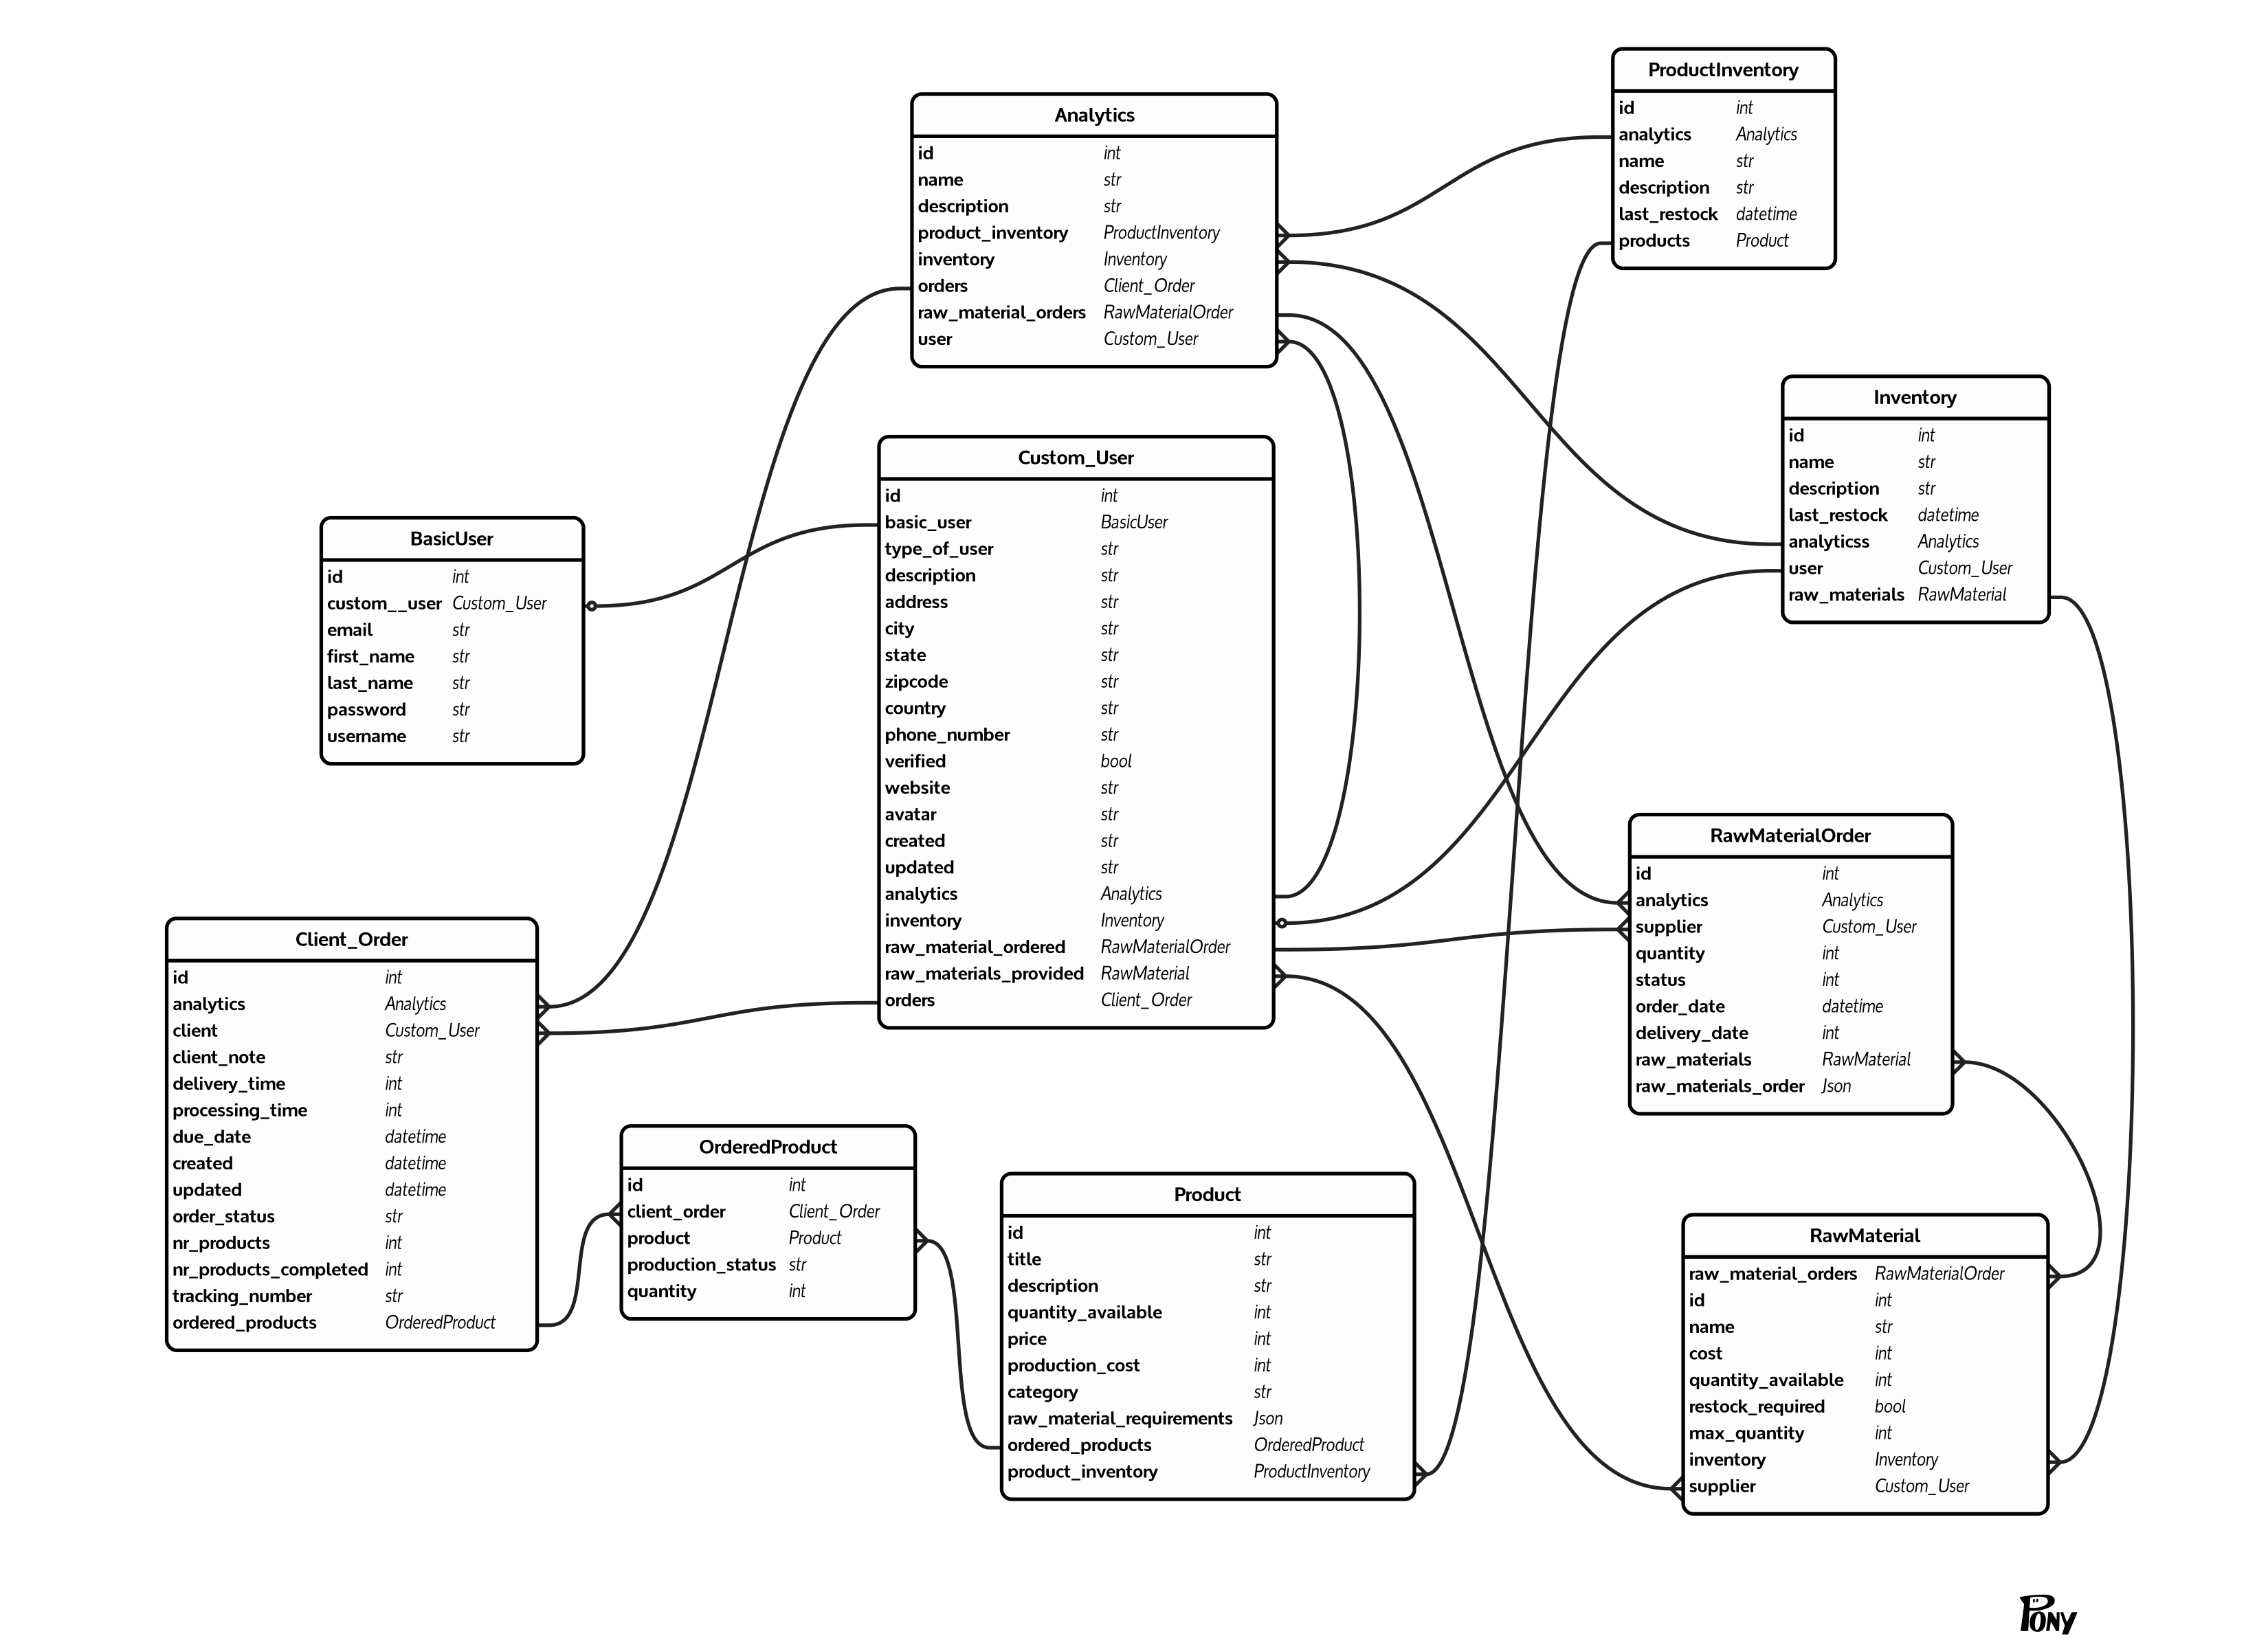 ProductInventory
id int
analytics Analytics
name str
description str
last_restock datetime
products Product
Analytics
id int
name str
description str
product_inventory ProductInventory
inventory Inventory
orders Client_Order
raw_material_orders RawMaterialOrder
user Custom_User
Inventory
id int
name str
description str
last_restock datetime
analyticss Analytics
user Custom_User
raw_materials RawMaterial
Custom_User
id int
basic_user BasicUser
type_of_user str
description str
address str
city str
state str
zipcode str
country str
phone_number str
verified bool
website str
avatar str
created str
updated str
analytics Analytics
inventory Inventory
raw_material_ordered RawMaterialOrder
raw_materials_provided RawMaterial
orders Client_Order
BasicUser
id int
custom__user Custom_User
email str
first_name str
last_name str
password str
username str
RawMaterialOrder
id int
analytics Analytics
supplier Custom_User
quantity int
status int
order_date datetime
delivery_date int
raw_materials RawMaterial
raw_materials_order Json
Client_Order
id int
analytics Analytics
client Custom_User
client_note str
delivery_time int
processing_time int
due_date datetime
created datetime
updated datetime
order_status str
nr_products int
nr_products_completed int
tracking_number str
ordered_products OrderedProduct
OrderedProduct
id int
client_order Client_Order
product Product
production_status str
quantity int
Product
id int
title str
description str
quantity_available int
price int
production_cost int
category str
raw_material_requirements Json
ordered_products OrderedProduct
product_inventory ProductInventory
RawMaterial
raw_material_orders RawMaterialOrder
id int
name str
cost int
quantity_available int
restock_required bool
max_quantity int
inventory Inventory
supplier Custom_User
PONY